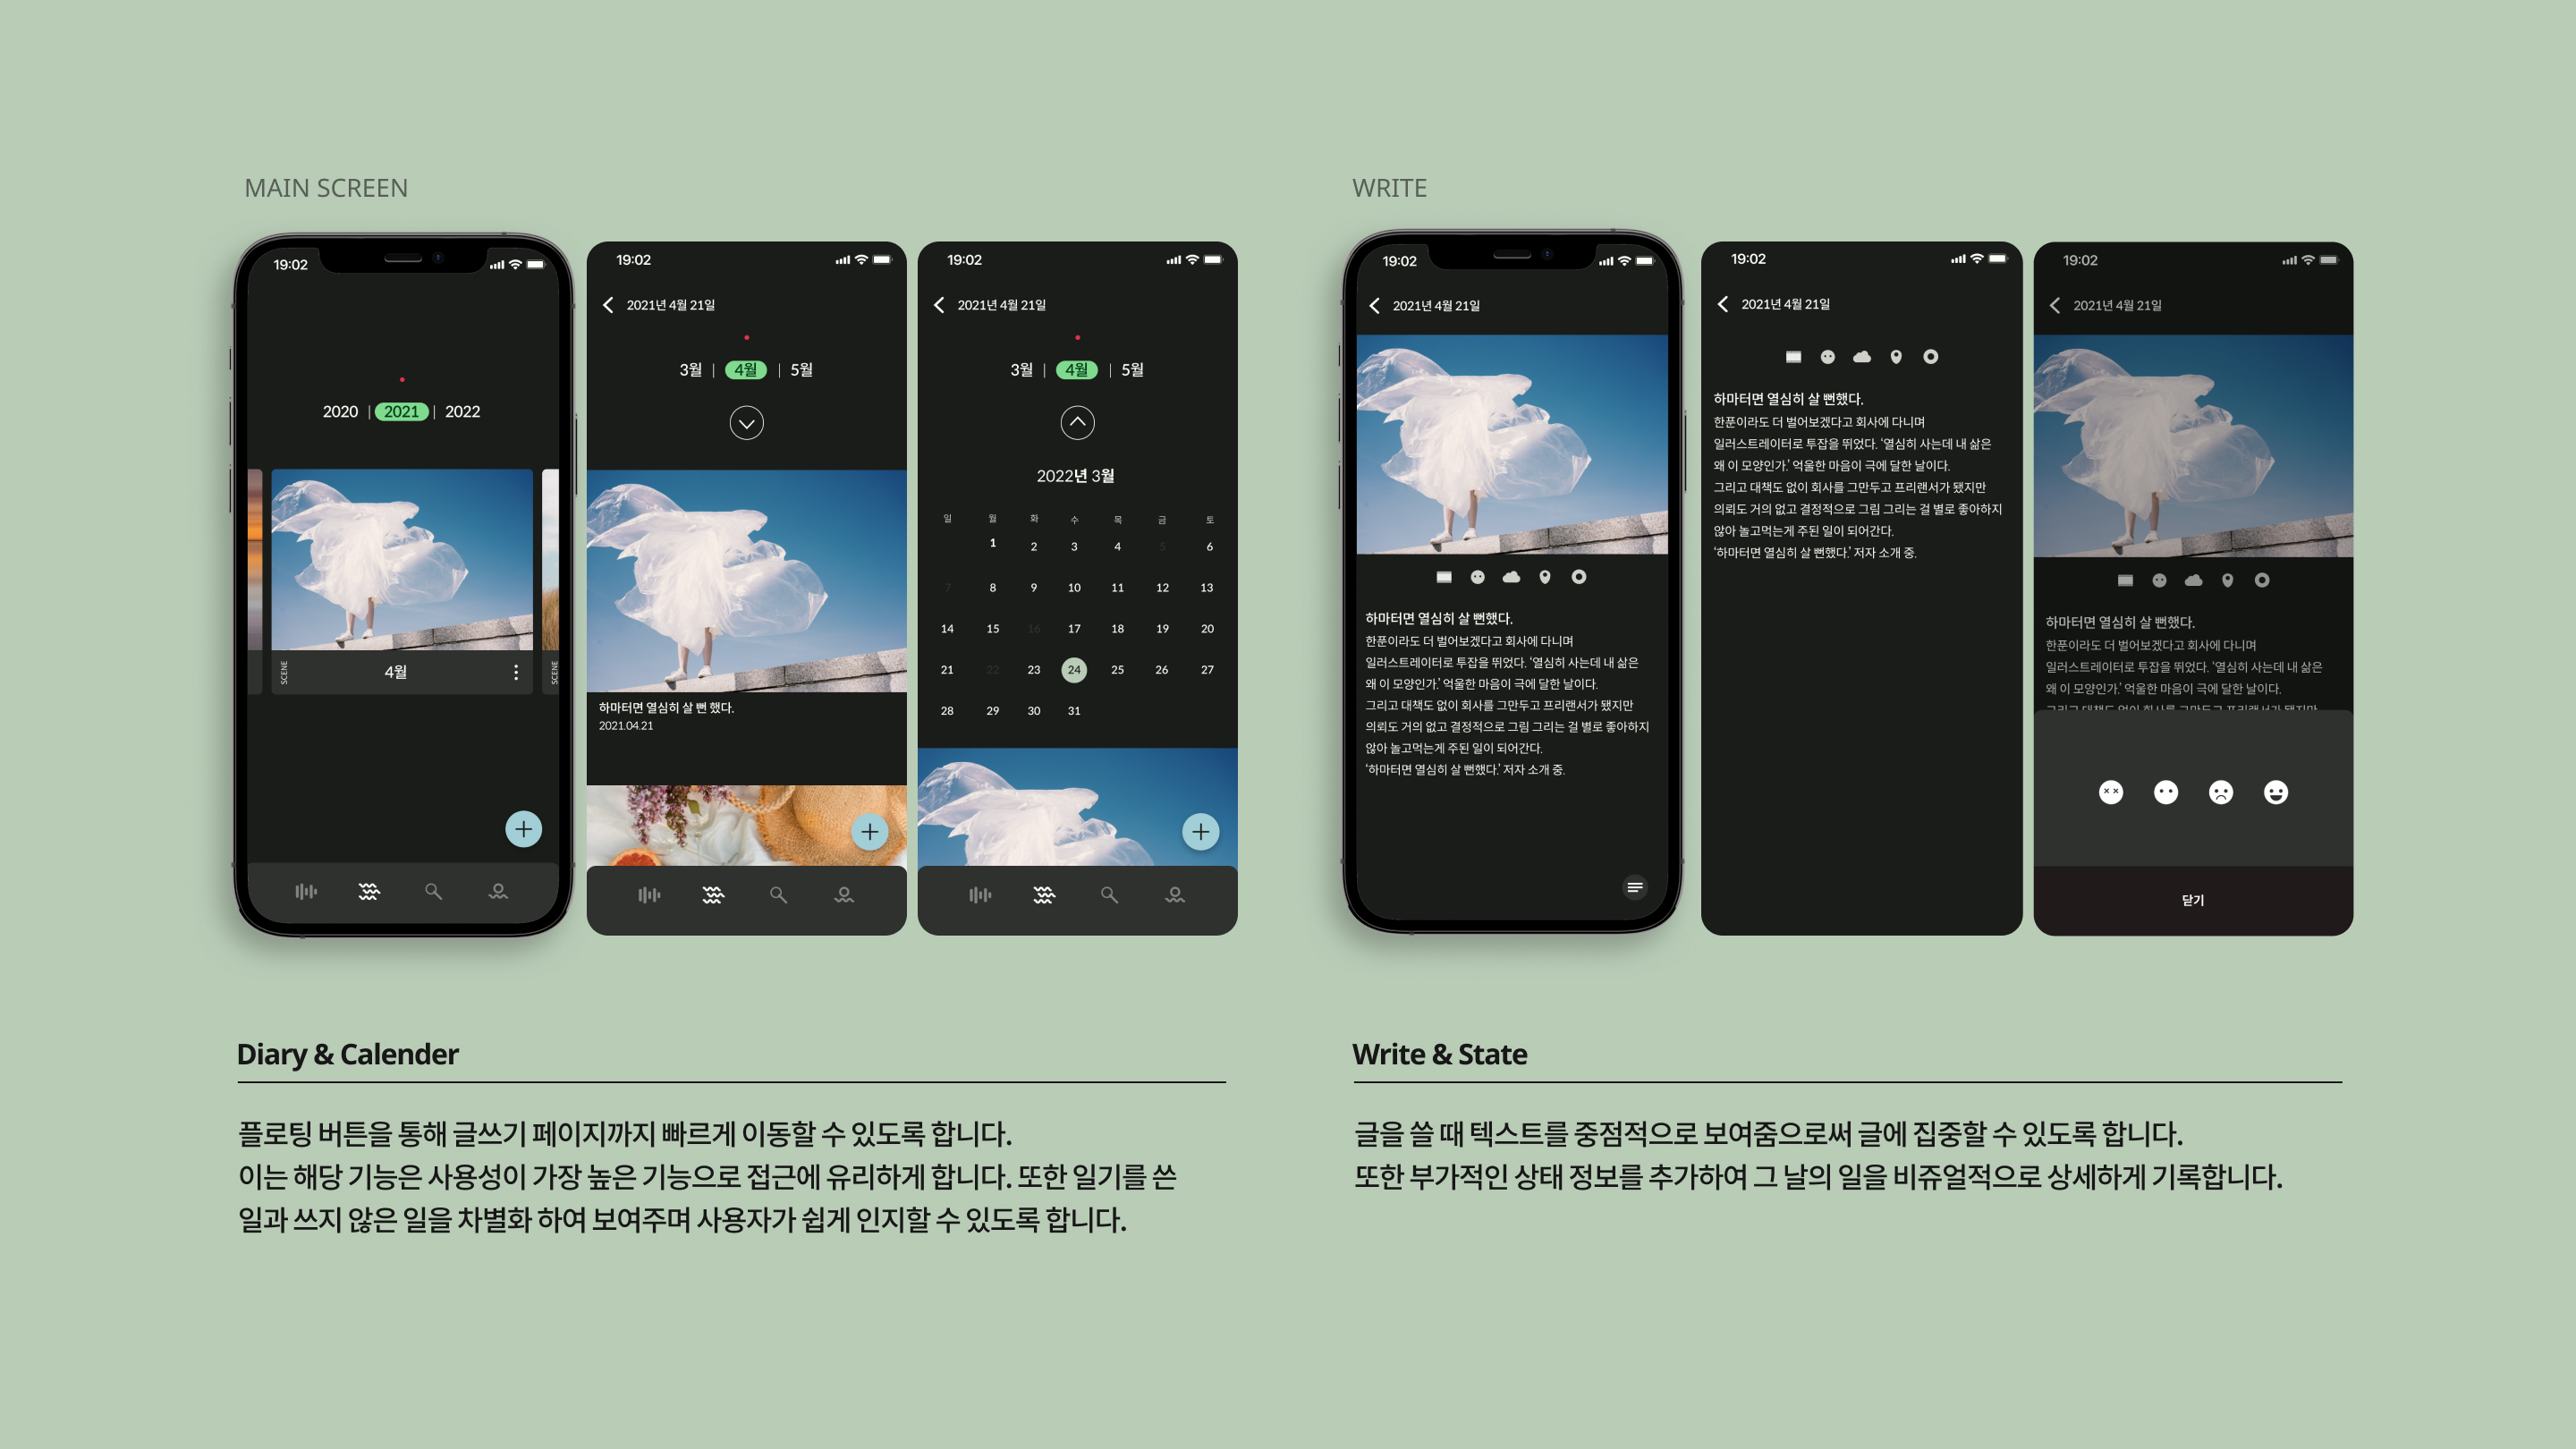 MAIN SCREEN
19:02
2020 | 2021 | 2022
SCENE
4월
SCENE
19:02
2021년 4월 21일
3월 | 4월 | 5월
하마터면 열심히 살 뻔 했다.
2021.04.21
19:02
2021년 4월 21일
3월 | 4월 | 5월
2022년 3월
일 월 화 수 목 금 토
1 2 3 4 5 6
7 8 9 10 11 12 13
14 15 16 17 18 19 20
21 22 23 24 25 26 27
28 29 30 31
WRITE
19:02
2021년 4월 21일
하마터면 열심히 살 뻔했다.
한푼이라도 더 벌어보겠다고 회사에 다니며
일러스트레이터로 투잡을 뛰었다. ‘열심히 사는데 내 삶은
왜 이 모양인가.’ 억울한 마음이 극에 달한 날이다.
그리고 대책도 없이 회사를 그만두고 프리랜서가 됐지만
의뢰도 거의 없고 결정적으로 그림 그리는 걸 별로 좋아하지
않아 놀고먹는게 주된 일이 되어간다.
‘하마터면 열심히 살 뻔했다.’ 저자 소개 중.
19:02
2021년 4월 21일
하마터면 열심히 살 뻔했다.
한푼이라도 더 벌어보겠다고 회사에 다니며
일러스트레이터로 투잡을 뛰었다. ‘열심히 사는데 내 삶은
왜 이 모양인가.’ 억울한 마음이 극에 달한 날이다.
그리고 대책도 없이 회사를 그만두고 프리랜서가 됐지만
의뢰도 거의 없고 결정적으로 그림 그리는 걸 별로 좋아하지
않아 놀고먹는게 주된 일이 되어간다.
‘하마터면 열심히 살 뻔했다.’ 저자 소개 중.
19:02
2021년 4월 21일
하마터면 열심히 살 뻔했다.
한푼이라도 더 벌어보겠다고 회사에 다니며
일러스트레이터로 투잡을 뛰었다. ‘열심히 사는데 내 삶은
왜 이 모양인가.’ 억울한 마음이 극에 달한 날이다.
그리고 대책도 없이 회사를 그만두고 프리랜서가 됐지만
닫기
Diary & Calender
플로팅 버튼을 통해 글쓰기 페이지까지 빠르게 이동할 수 있도록 합니다.
이는 해당 기능은 사용성이 가장 높은 기능으로 접근에 유리하게 합니다. 또한 일기를 쓴
일과 쓰지 않은 일을 차별화 하여 보여주며 사용자가 쉽게 인지할 수 있도록 합니다.
Write & State
글을 쓸 때 텍스트를 중점적으로 보여줌으로써 글에 집중할 수 있도록 합니다.
또한 부가적인 상태 정보를 추가하여 그 날의 일을 비쥬얼적으로 상세하게 기록합니다.